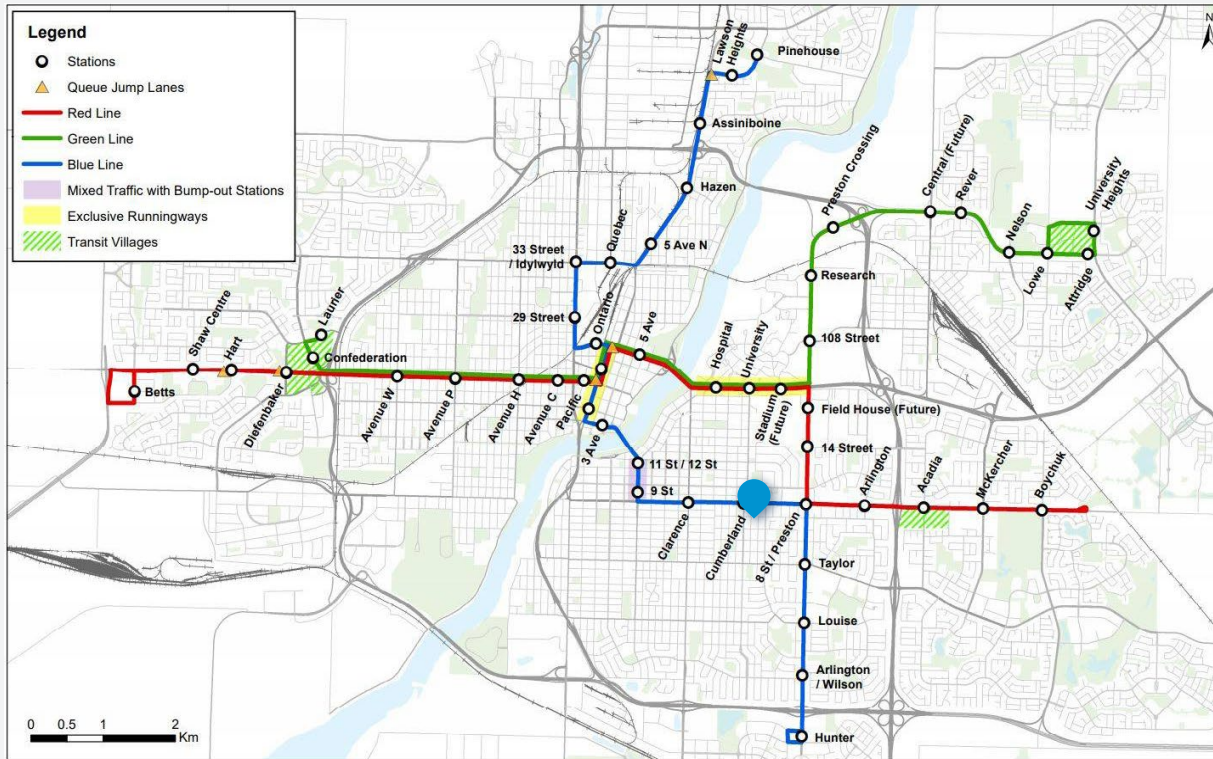 Legend
Stations
Queue Jump Lanes
Red Line
Green Line
Blue Line
Mixed Traffic with Bump-out Stations
Exclusive Runningways
Transit Villages
N
Lawson
Heights
Pinehouse
Assiniboine
Hazen
5 Ave N
Quebec
33 Street
/ Idylwyld
29 Street
Ontario
5 Ave
Preston Crossing
Central (Future)
Rever
Nelson
Lowe
Attridge
University
Heights
Research
108 Street
Hospital
University
Stadium
(Future)
Field House (Future)
14 Street
Shaw Centre
Hart
Betts
Laurier
Confederation
Diefenbaker
Avenue W
Avenue P
Avenue H
Avenue C
Pacific
3 Ave
11 St / 12 St
9 St
Clarence
Cumberland
8 St / Preston
Arlington
Acadia
McKercher
Boychuk
Taylor
Louise
Arlington
/ Wilson
Hunter
0 0.5 1 2
Km